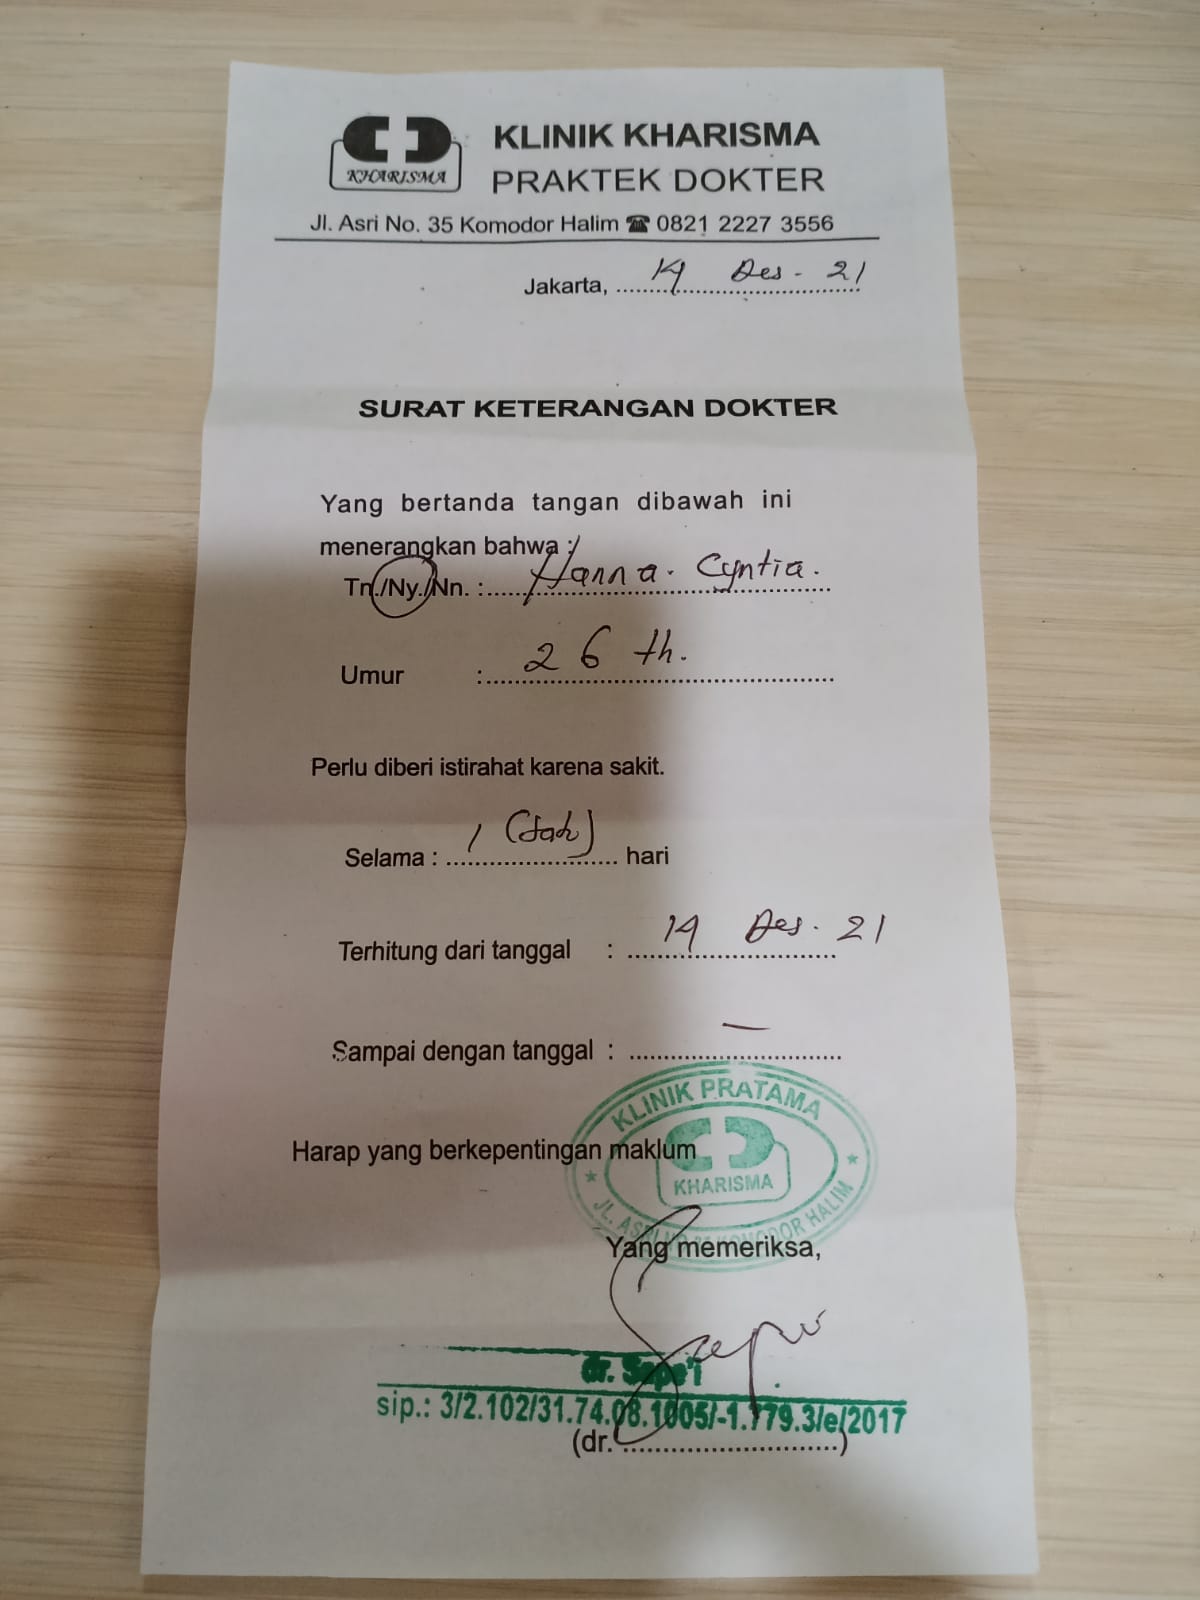 KHARISMA
KLINIK KHARISMA
PRAKTEK DOKTER
Jl. Asri No. 35 Komodor Halim ☎ 0821 2227 3556
Jakarta, 14 Des - 21
SURAT KETERANGAN DOKTER
Yang bertanda tangan dibawah ini
menerangkan bahwa :
Tn./Ny./Nn. : Hanna. Cyntia.
Umur : 26 th.
Perlu diberi istirahat karena sakit.
Selama : 1 () hari
Terhitung dari tanggal : 14 Des. 21
Sampai dengan tanggal : —
KLINIK PRATAMA
Harap yang berkepentingan maklum
KHARISMA
JL. ASRI KOMODOR HALIM
Yang memeriksa,
dr. Sape'i
sip.: 3/2.102/31.74.08.1005/-1.779.3/e/2017
(dr. )